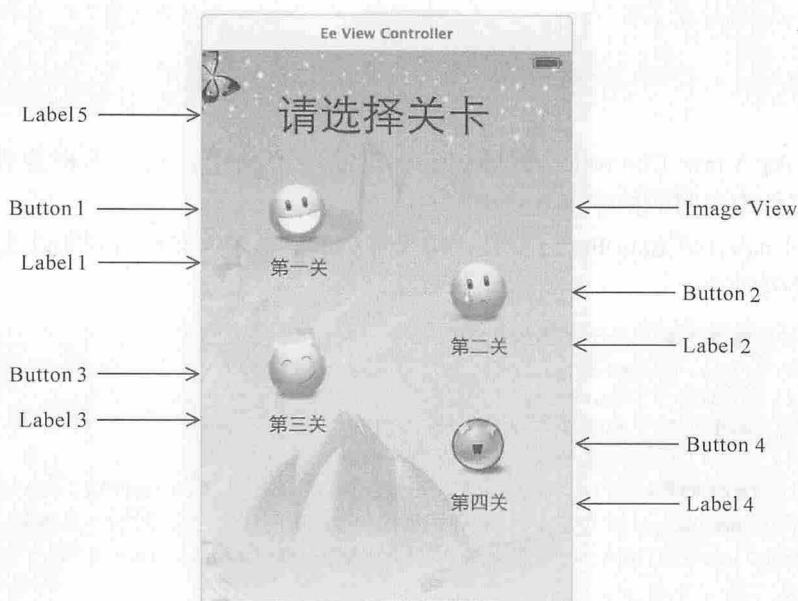 Ee View Controller
Label 5
请选择关卡
Button 1
Image View
Label 1
第一关
Button 2
第二关
Label 2
Button 3
Label 3
第三关
Button 4
第四关
Label 4